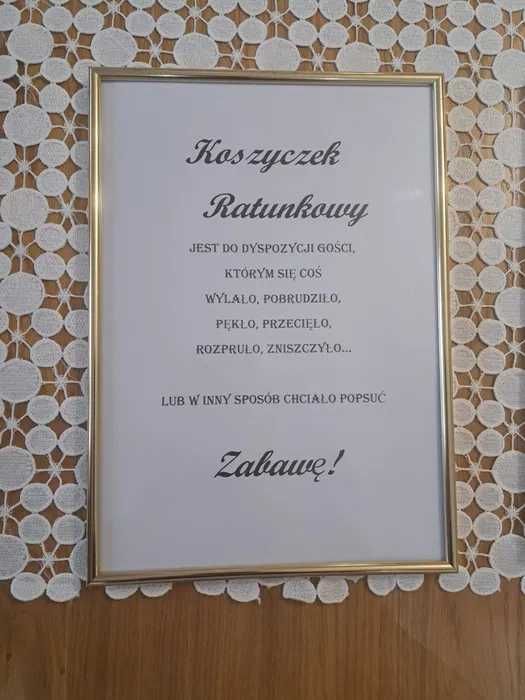 Koszyczek
Ratunkowy
JEST DO DYSPOZYCJI GOŚCI,
KTÓRYM SIĘ COŚ
WYLAŁO, POBRUDZIŁO,
PĘKŁO, PRZECIĘŁO,
ROZPRUŁO, ZNISZCZYŁO...
LUB W INNY SPOSÓB CHCIAŁO POPSUĆ
Zabawę!